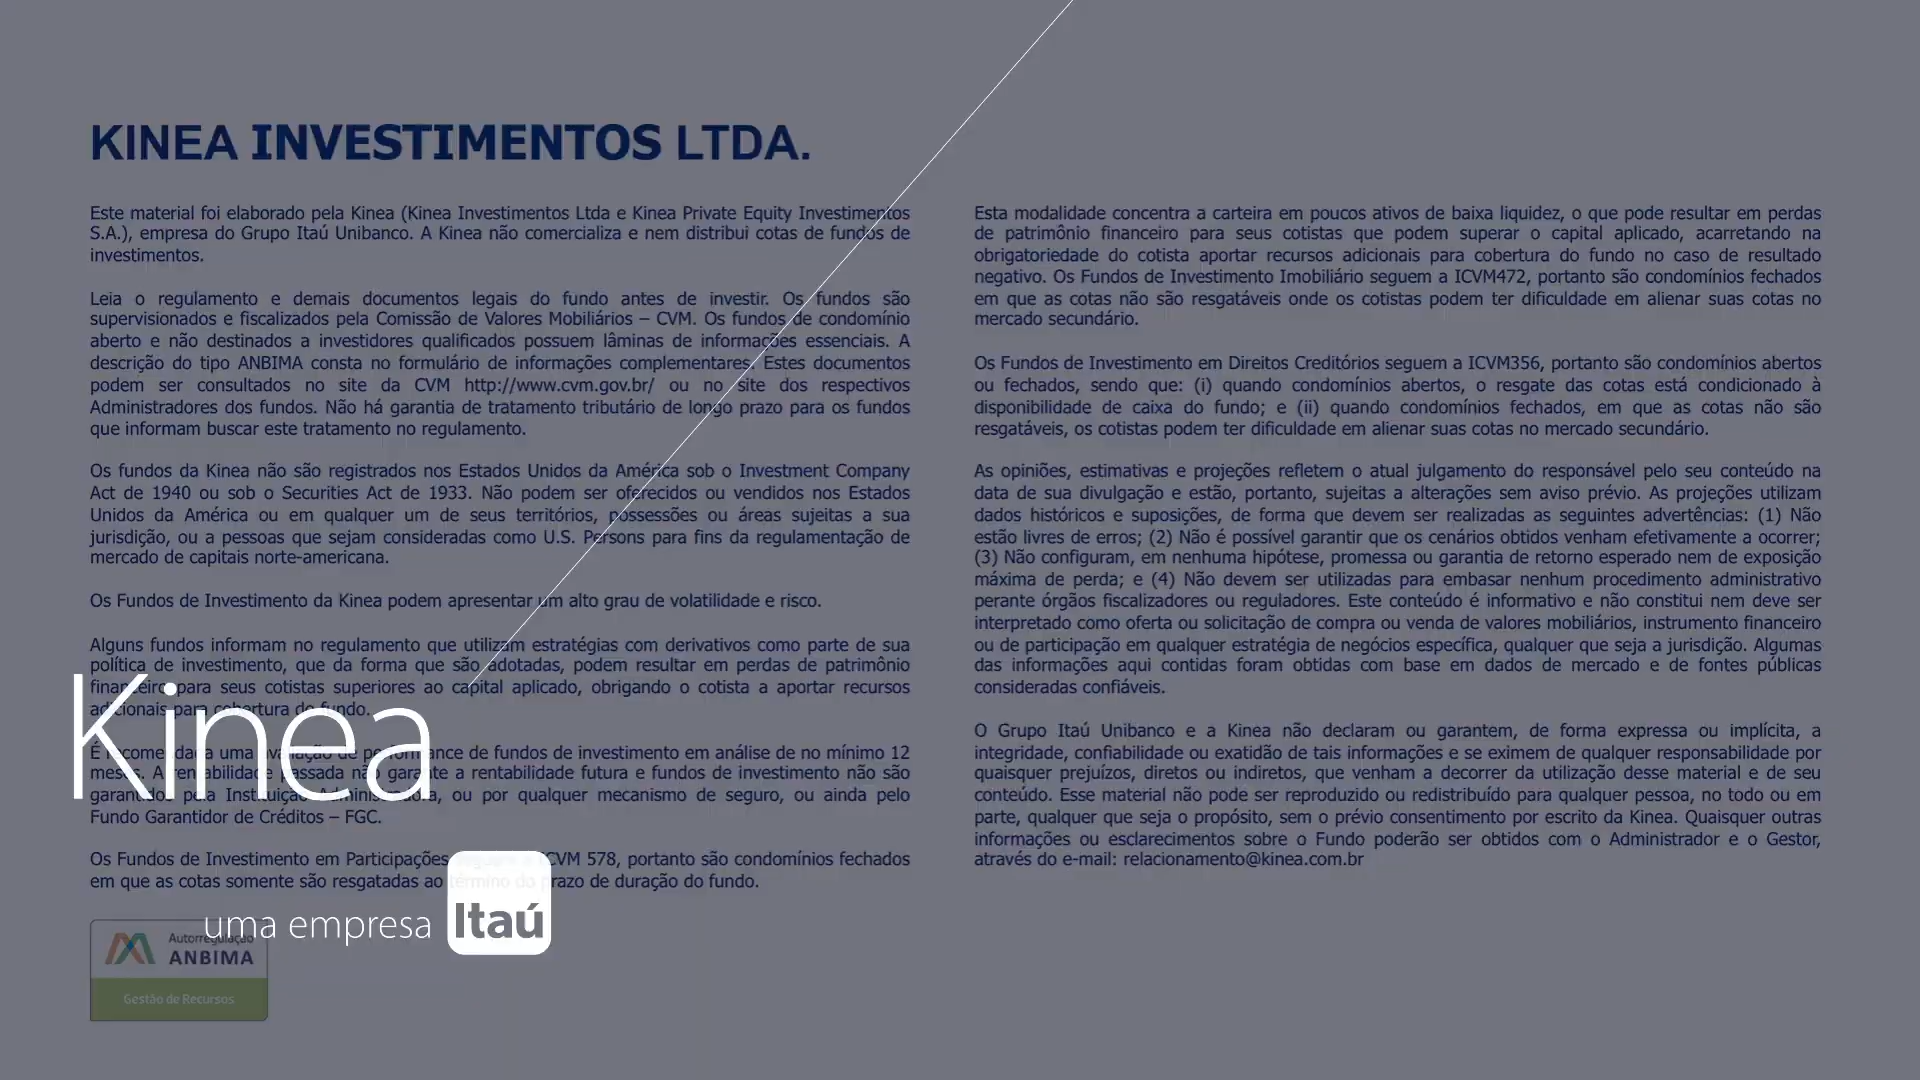 KINEA INVESTIMENTOS LTDA.
Este material foi elaborado pela Kinea (Kinea Investimentos Ltda e Kinea Private Equity Investimentos
S.A.), empresa do Grupo Itaú Unibanco. A Kinea não comercializa e nem distribui cotas de fundos de
investimentos.
Leia o regulamento e demais documentos legais do fundo antes de investir. Os fundos são
supervisionados e fiscalizados pela Comissão de Valores Mobiliários – CVM. Os fundos de condomínio
aberto e não destinados a investidores qualificados possuem lâminas de informações essenciais. A
descrição do tipo ANBIMA consta no formulário de informações complementares. Estes documentos
podem ser consultados no site da CVM http://www.cvm.gov.br/ ou no site dos respectivos
Administradores dos fundos. Não há garantia de tratamento tributário de longo prazo para os fundos
que informam buscar este tratamento no regulamento.
Os fundos da Kinea não são registrados nos Estados Unidos da América sob o Investment Company
Act de 1940 ou sob o Securities Act de 1933. Não podem ser oferecidos ou vendidos nos Estados
Unidos da América ou em qualquer um de seus territórios, possessões ou áreas sujeitas a sua
jurisdição, ou a pessoas que sejam consideradas como U.S. Persons para fins da regulamentação de
mercado de capitais norte-americana.
Os Fundos de Investimento da Kinea podem apresentar um alto grau de volatilidade e risco.
Alguns fundos informam no regulamento que utilizam estratégias com derivativos como parte de sua
política de investimento, que da forma que são adotadas, podem resultar em perdas de patrimônio
financeiro para seus cotistas superiores ao capital aplicado, obrigando o cotista a aportar recursos
adicionais para cobertura do fundo.
É recomendada uma avaliação de performance de fundos de investimento em análise de no mínimo 12
meses. A rentabilidade passada não garante a rentabilidade futura e fundos de investimento não são
garantidos pela Instituição Administradora, ou por qualquer mecanismo de seguro, ou ainda pelo
Fundo Garantidor de Créditos – FGC.
Os Fundos de Investimento em Participações seguem a ICVM 578, portanto são condomínios fechados
em que as cotas somente são resgatadas ao término do prazo de duração do fundo.
Esta modalidade concentra a carteira em poucos ativos de baixa liquidez, o que pode resultar em perdas
de patrimônio financeiro para seus cotistas que podem superar o capital aplicado, acarretando na
obrigatoriedade do cotista aportar recursos adicionais para cobertura do fundo no caso de resultado
negativo. Os Fundos de Investimento Imobiliário seguem a ICVM472, portanto são condomínios fechados
em que as cotas não são resgatáveis onde os cotistas podem ter dificuldade em alienar suas cotas no
mercado secundário.
Os Fundos de Investimento em Direitos Creditórios seguem a ICVM356, portanto são condomínios abertos
ou fechados, sendo que: (i) quando condomínios abertos, o resgate das cotas está condicionado à
disponibilidade de caixa do fundo; e (ii) quando condomínios fechados, em que as cotas não são
resgatáveis, os cotistas podem ter dificuldade em alienar suas cotas no mercado secundário.
As opiniões, estimativas e projeções refletem o atual julgamento do responsável pelo seu conteúdo na
data de sua divulgação e estão, portanto, sujeitas a alterações sem aviso prévio. As projeções utilizam
dados históricos e suposições, de forma que devem ser realizadas as seguintes advertências: (1) Não
estão livres de erros; (2) Não é possível garantir que os cenários obtidos venham efetivamente a ocorrer;
(3) Não configuram, em nenhuma hipótese, promessa ou garantia de retorno esperado nem de exposição
máxima de perda; e (4) Não devem ser utilizadas para embasar nenhum procedimento administrativo
perante órgãos fiscalizadores ou reguladores. Este conteúdo é informativo e não constitui nem deve ser
interpretado como oferta ou solicitação de compra ou venda de valores mobiliários, instrumento financeiro
ou de participação em qualquer estratégia de negócios específica, qualquer que seja a jurisdição. Algumas
das informações aqui contidas foram obtidas com base em dados de mercado e de fontes públicas
consideradas confiáveis.
O Grupo Itaú Unibanco e a Kinea não declaram ou garantem, de forma expressa ou implícita, a
integridade, confiabilidade ou exatidão de tais informações e se eximem de qualquer responsabilidade por
quaisquer prejuízos, diretos ou indiretos, que venham a decorrer da utilização desse material e de seu
conteúdo. Esse material não pode ser reproduzido ou redistribuído para qualquer pessoa, no todo ou em
parte, qualquer que seja o propósito, sem o prévio consentimento por escrito da Kinea. Quaisquer outras
informações ou esclarecimentos sobre o Fundo poderão ser obtidos com o Administrador e o Gestor,
através do e-mail: relacionamento@kinea.com.br
Kinea
uma empresa Itaú
Autorregulação
ANBIMA
Gestão de Recursos